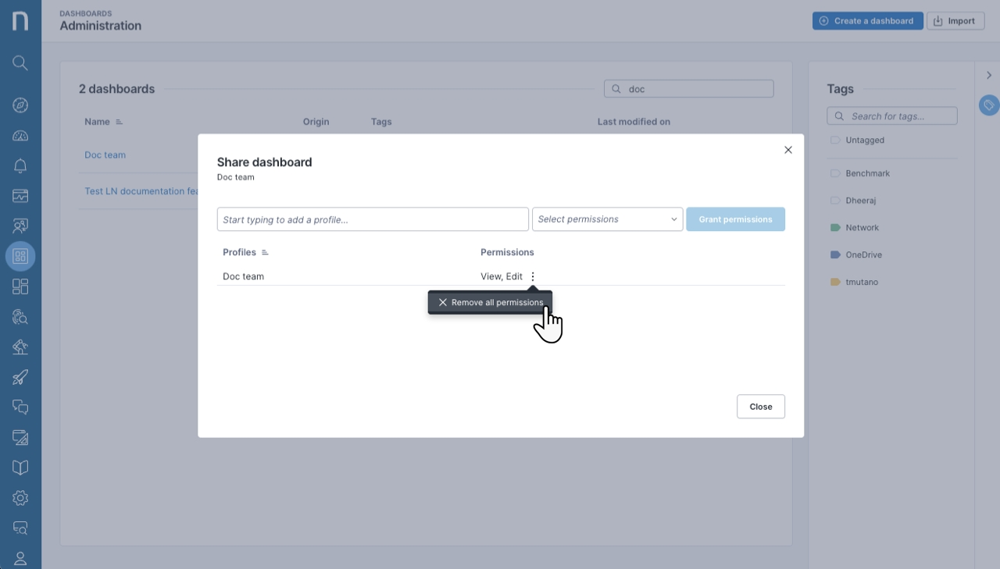 DASHBOARDS
Administration
Create a dashboard
Import
2 dashboards
doc
Name
Origin
Tags
Last modified on
Doc team
Test LN documentation fea
Tags
Search for tags...
Untagged
Benchmark
Dheeraj
Network
OneDrive
tmutano
Share dashboard
Doc team
Start typing to add a profile...
Select permissions
Grant permissions
Profiles
Permissions
Doc team
View, Edit
Remove all permissions
Close